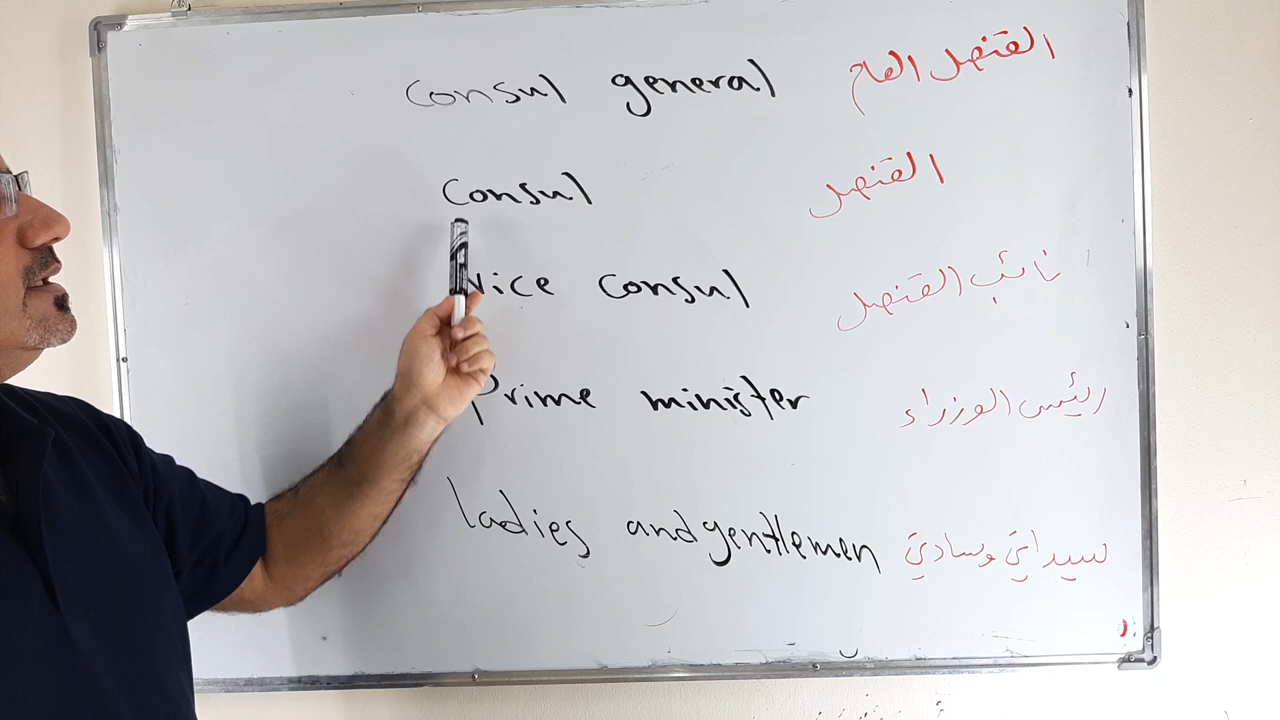 Consul general القنصل العام
Consul القنصل
vice consul نائب القنصل
Prime minister رئيس الوزراء
ladies and gentlemen سيداتي وسادتي